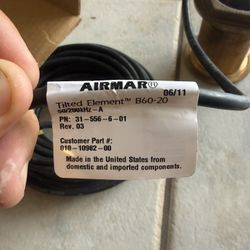 AIRMAR®
06/11
Tilted Element™ B60-20
50/200kHz-A
PN: 31-556-6-01
Rev. 03
Customer Part #:
010-10982-00
Made in the United States from
domestic and imported components.